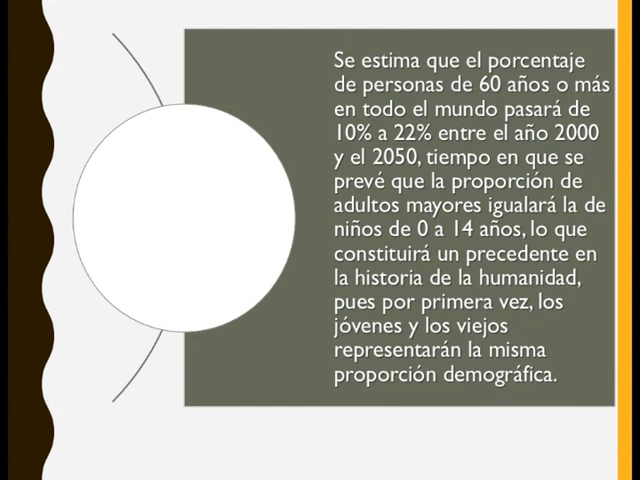 Se estima que el porcentaje
de personas de 60 años o más
en todo el mundo pasará de
10% a 22% entre el año 2000
y el 2050, tiempo en que se
prevé que la proporción de
adultos mayores igualará la de
niños de 0 a 14 años, lo que
constituirá un precedente en
la historia de la humanidad,
pues por primera vez, los
jóvenes y los viejos
representarán la misma
proporción demográfica.